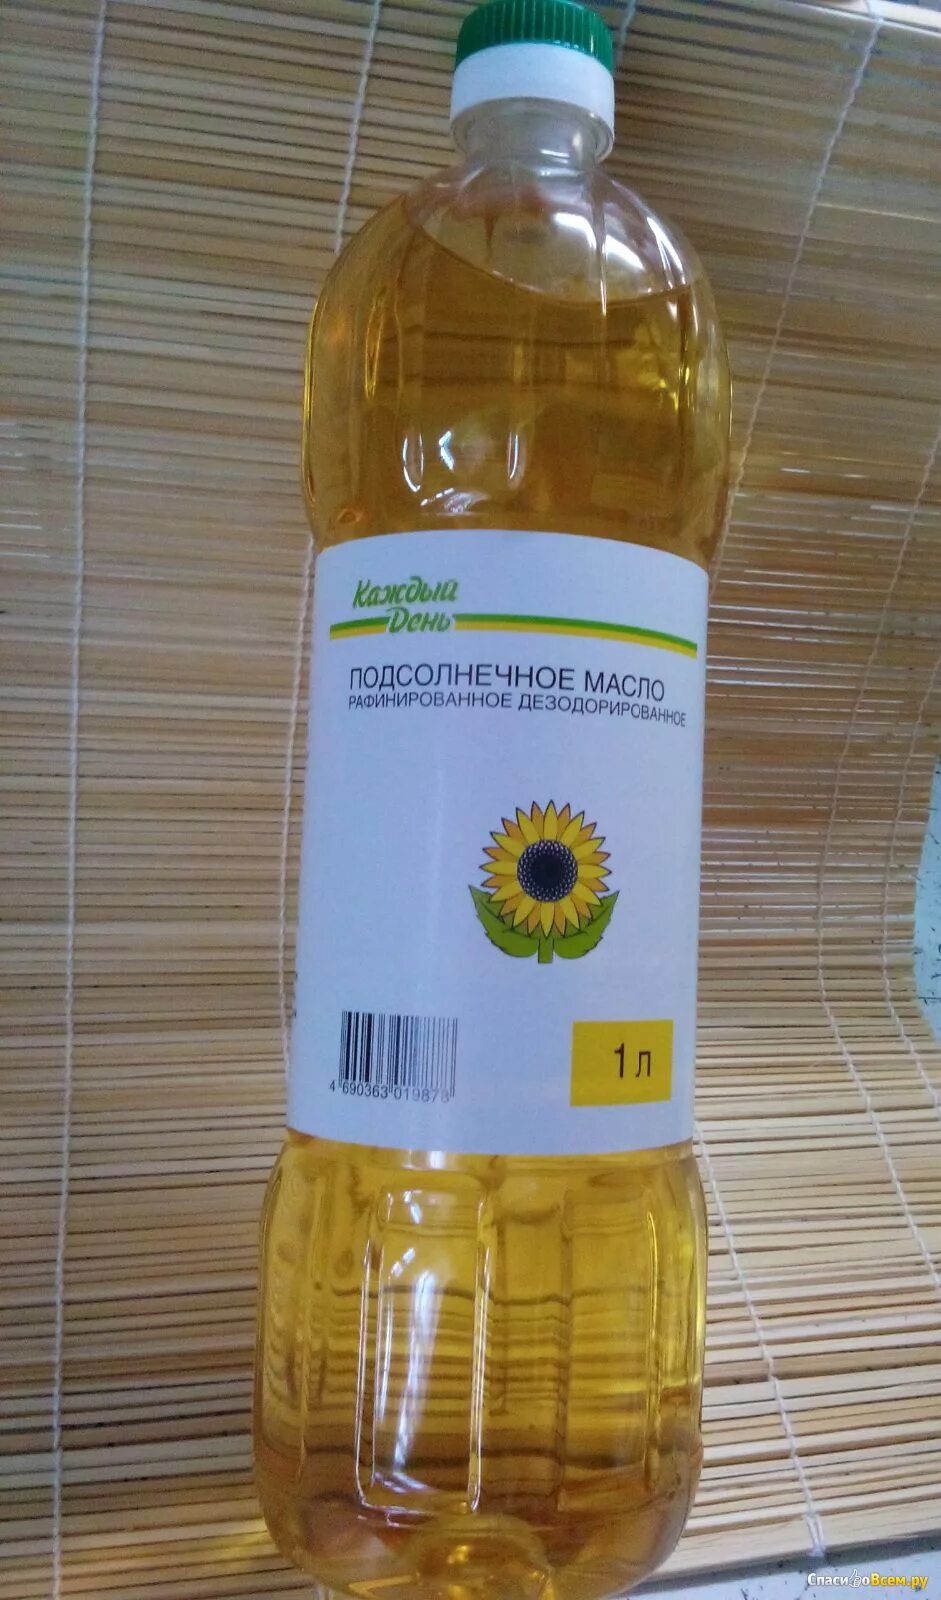 Каждый
День
ПОДСОЛНЕЧНОЕ МАСЛО
РАФИНИРОВАННОЕ ДЕЗОДОРИРОВАННОЕ
1 л
4 690363 019878
СпасибоВсем.ру